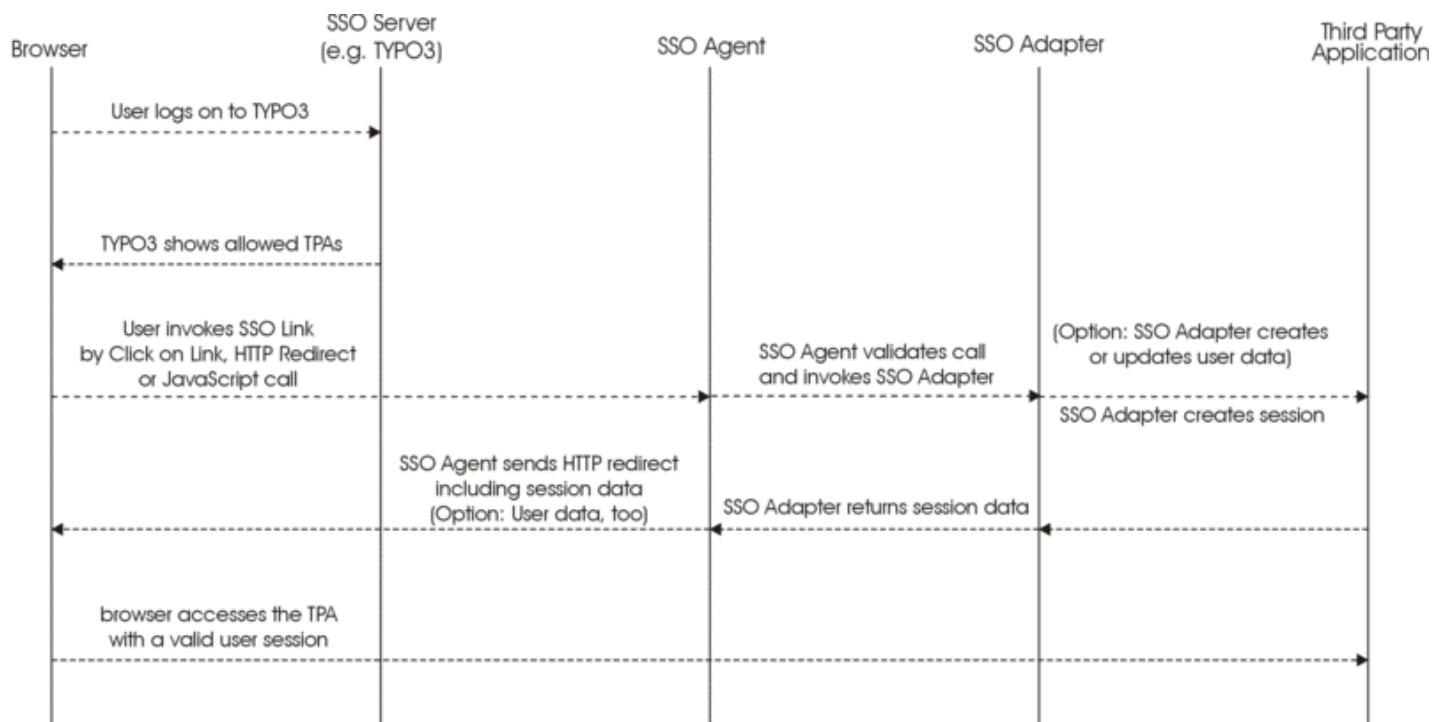 Browser
SSO Server
(e.g. TYPO3)
SSO Agent
SSO Adapter
Third Party
Application
User logs on to TYPO3
TYPO3 shows allowed TPAs
User invokes SSO Link
by Click on Link, HTTP Redirect
or JavaScript call
SSO Agent validates call
and invokes SSO Adapter
(Option: SSO Adapter creates
or updates user data)
SSO Adapter creates session
SSO Agent sends HTTP redirect
including session data
(Option: User data, too)
SSO Adapter returns session data
browser accesses the TPA
with a valid user session